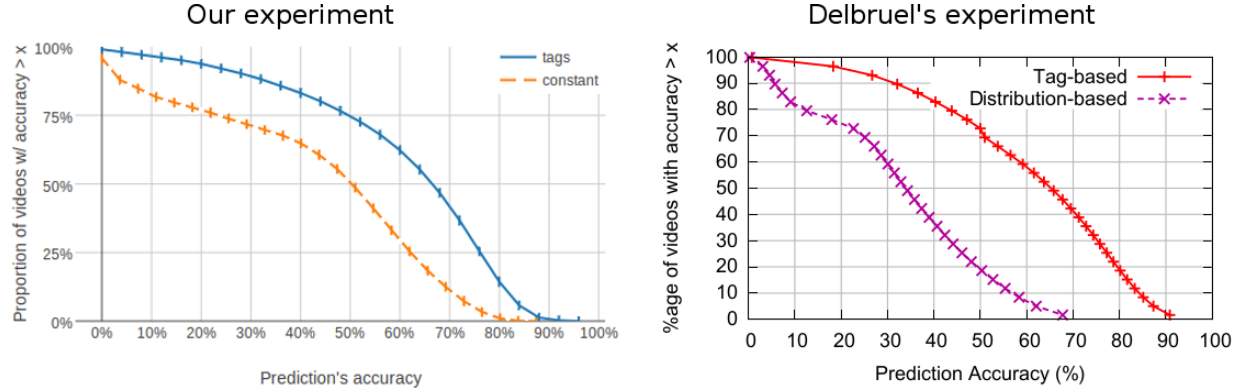 Our experiment
Proportion of videos w/ accuracy > x
100%
75%
50%
25%
0%
tags
constant
0% 10% 20% 30% 40% 50% 60% 70% 80% 90% 100%
Prediction's accuracy
Delbruel's experiment
%age of videos with accuracy > x
100
90
80
70
60
50
40
30
20
10
0
Tag-based
Distribution-based
0 10 20 30 40 50 60 70 80 90 100
Prediction Accuracy (%)